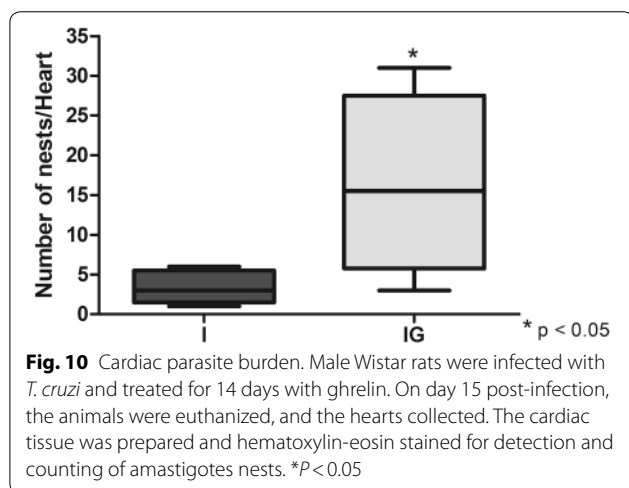 Number of nests/Heart
35
30
25
20
15
10
5
0
*
I
IG
* p < 0.05
Fig. 10 Cardiac parasite burden. Male Wistar rats were infected with
T. cruzi and treated for 14 days with ghrelin. On day 15 post-infection,
the animals were euthanized, and the hearts collected. The cardiac
tissue was prepared and hematoxylin-eosin stained for detection and
counting of amastigotes nests. *P < 0.05